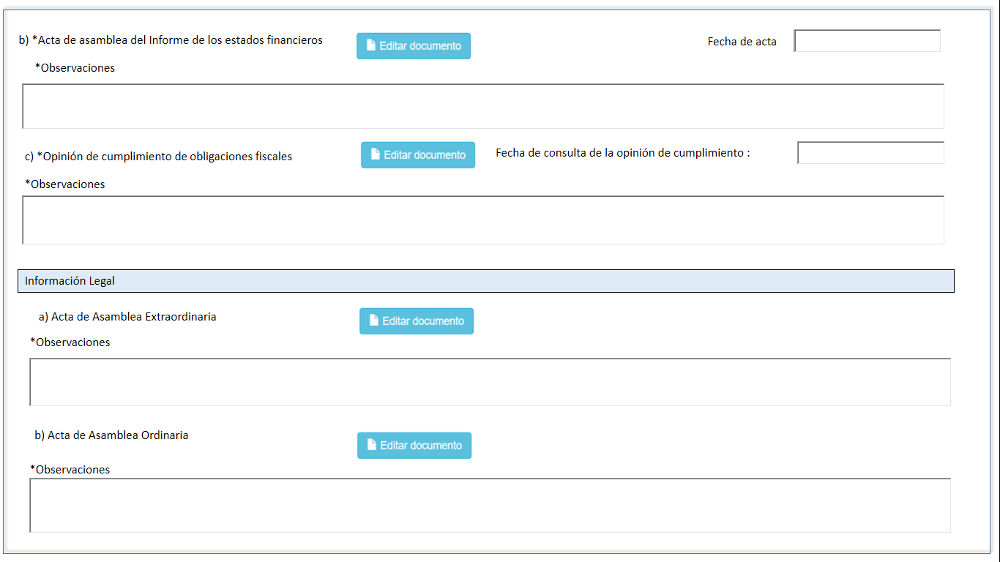 b) *Acta de asamblea del Informe de los estados financieros
Editar documento
Fecha de acta
*Observaciones
c) *Opinión de cumplimiento de obligaciones fiscales
Editar documento
Fecha de consulta de la opinión de cumplimiento :
*Observaciones
Información Legal
a) Acta de Asamblea Extraordinaria
Editar documento
*Observaciones
b) Acta de Asamblea Ordinaria
Editar documento
*Observaciones